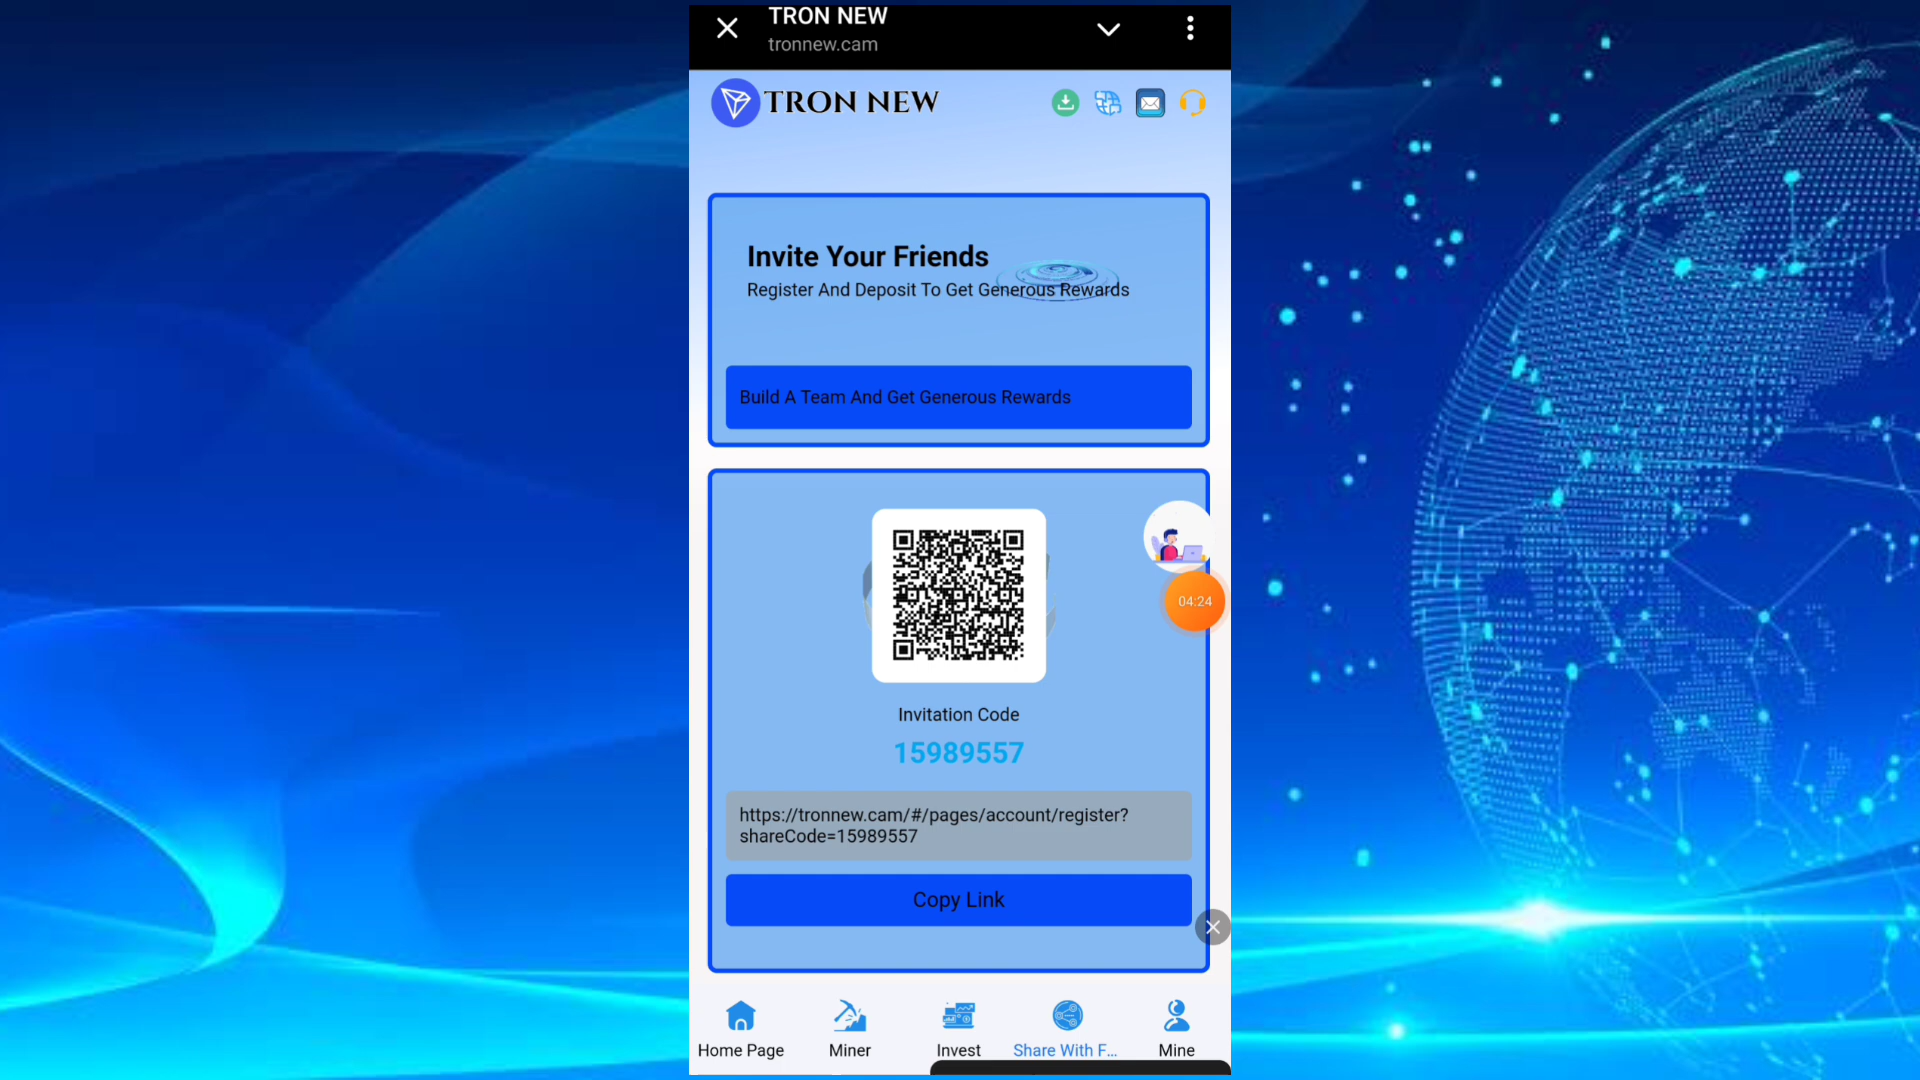 TRON NEW
tronnew.cam
TRON NEW
Invite Your Friends
Register And Deposit To Get Generous Rewards
Build A Team And Get Generous Rewards
04:24
Invitation Code
15989557
https://tronnew.cam/#/pages/account/register?
shareCode=15989557
Copy Link
Home Page
Miner
Invest
Share With F...
Mine